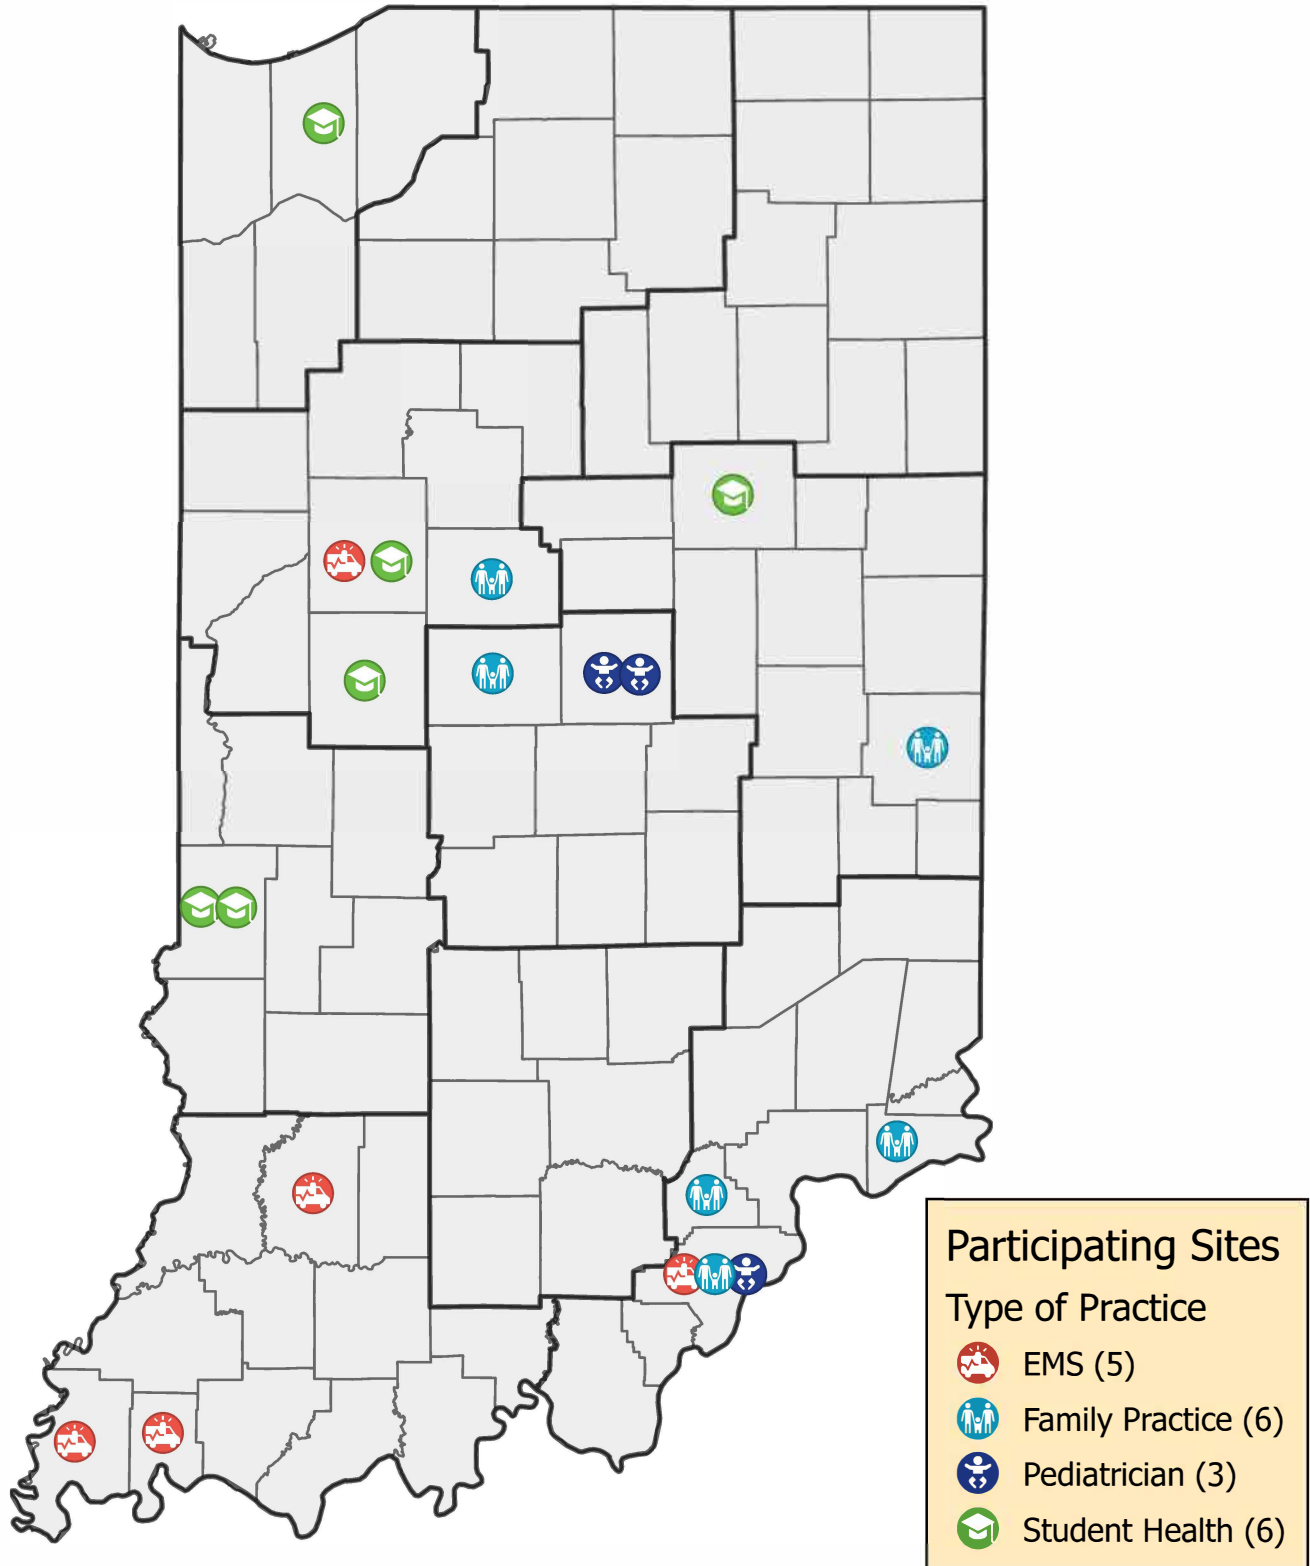 Participating Sites
Type of Practice
EMS (5)
Family Practice (6)
Pediatrician (3)
Student Health (6)